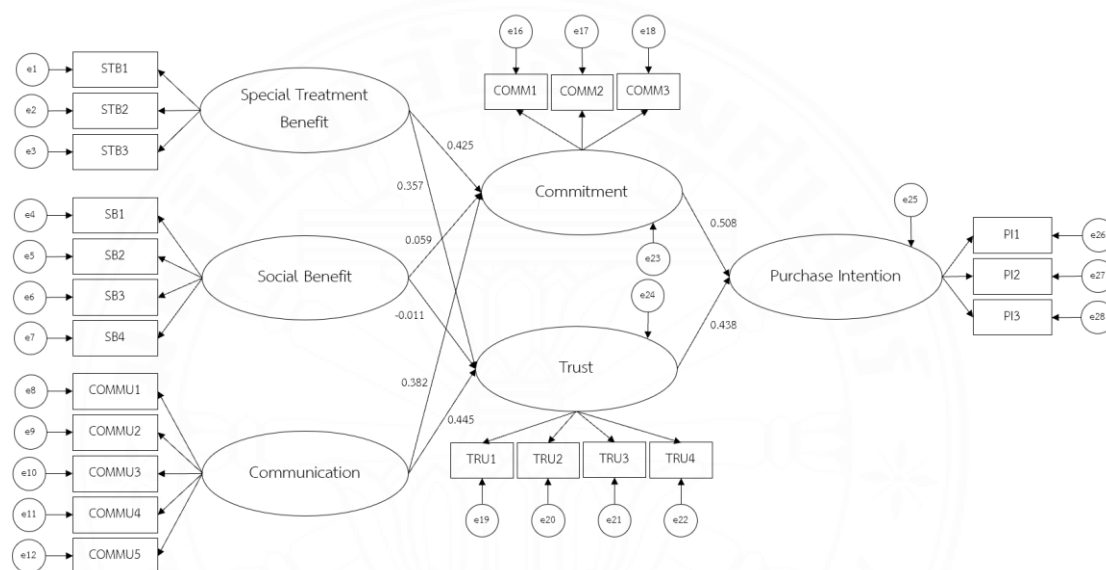 e1
STB1
e2
STB2
e3
STB3
Special Treatment
Benefit
e4
SB1
e5
SB2
e6
SB3
e7
SB4
Social Benefit
e8
COMMU1
e9
COMMU2
e10
COMMU3
e11
COMMU4
e12
COMMU5
Communication
0.425
0.357
0.059
-0.011
0.382
0.445
e16
e17
e18
COMM1
COMM2
COMM3
Commitment
e23
e24
Trust
TRU1
TRU2
TRU3
TRU4
e19
e20
e21
e22
0.508
0.438
e25
Purchase Intention
PI1
e26
PI2
e27
PI3
e28